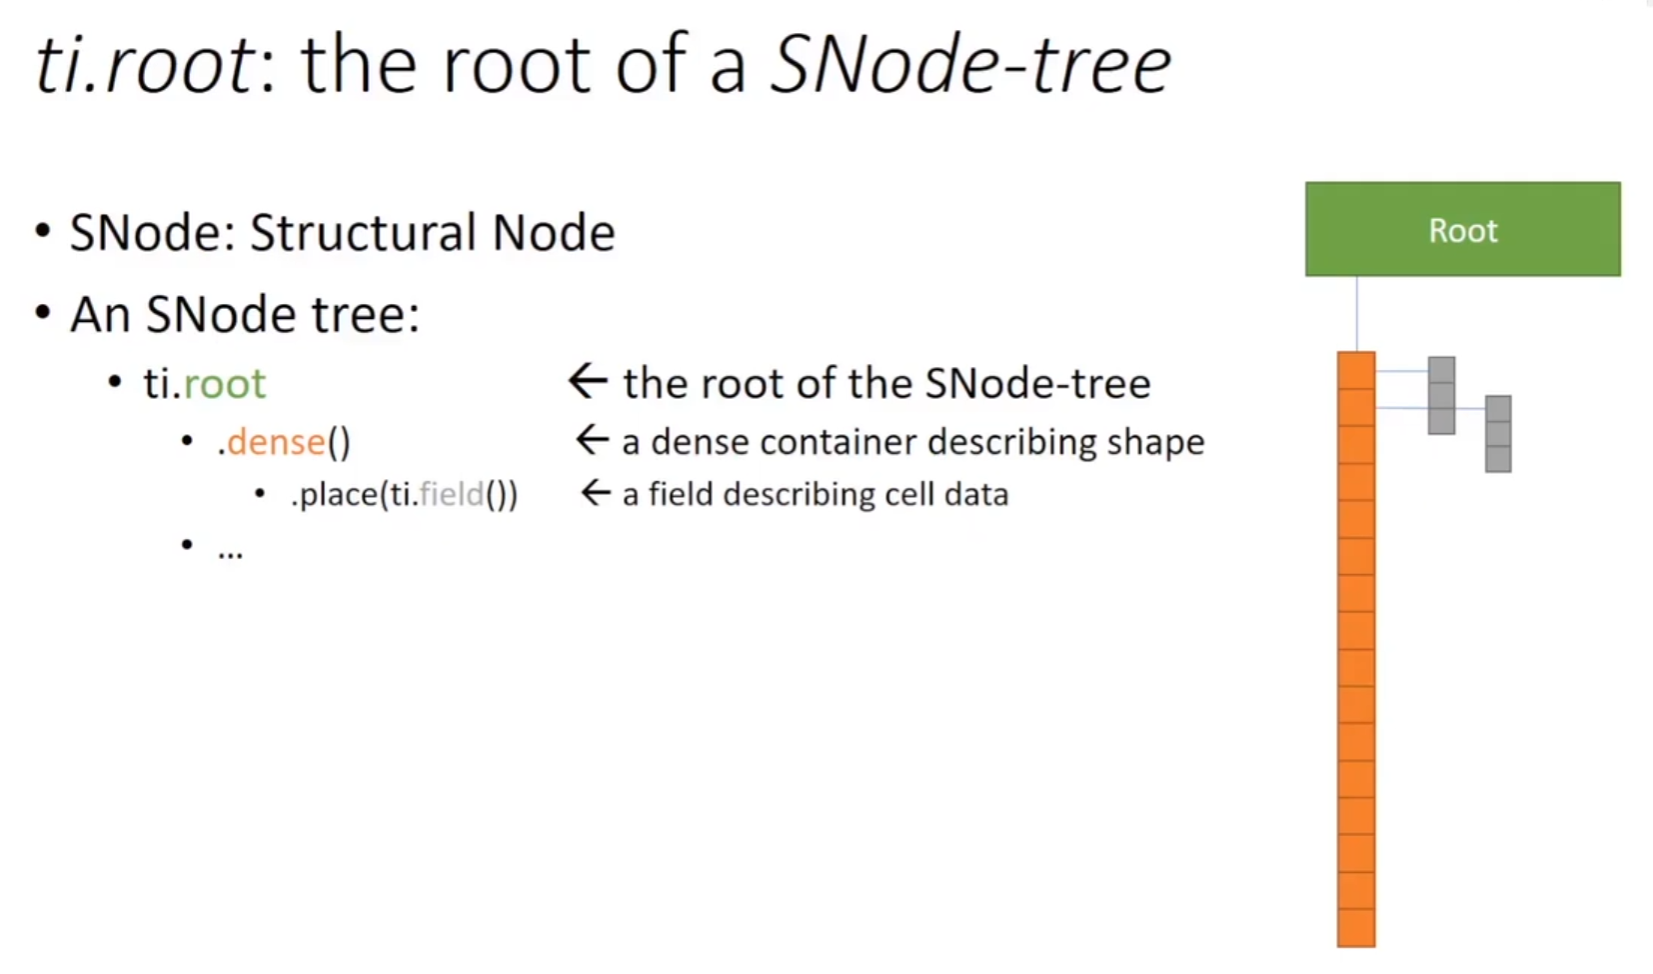 ti.root: the root of a SNode-tree
• SNode: Structural Node
• An SNode tree:
• ti.root ← the root of the SNode-tree
• .dense() ← a dense container describing shape
• .place(ti.field()) ← a field describing cell data
• ...
Root